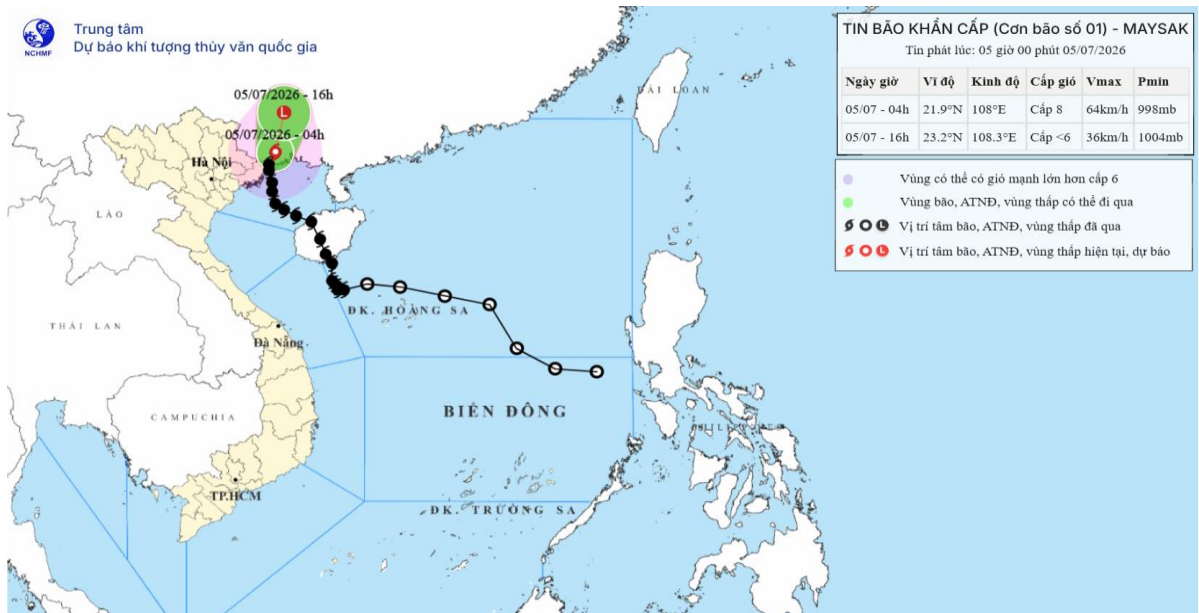 Trung tâm
Dự báo khí tượng thủy văn quốc gia
NCHMF
TIN BÃO KHẨN CẤP (Cơn bão số 01) - MAYSAK
Tin phát lúc: 05 giờ 00 phút 05/07/2026
Ngày giờ Vĩ độ Kinh độ Cấp gió Vmax Pmin
05/07 - 04h 21.9°N 108°E Cấp 8 64km/h 998mb
05/07 - 16h 23.2°N 108.3°E Cấp <6 36km/h 1004mb
Vùng có thể có gió mạnh lớn hơn cấp 6
Vùng bão, ATNĐ, vùng thấp có thể đi qua
L Vị trí tâm bão, ATNĐ, vùng thấp đã qua
L Vị trí tâm bão, ATNĐ, vùng thấp hiện tại, dự báo
05/07/2026 - 16h
L
05/07/2026 - 04h
ĐÀI LOAN
Hà Nội
LÀO
ĐK. HOÀNG SA
THÁI LAN
Đà Nẵng
CAMPUCHIA
BIỂN ĐÔNG
PHILIPPINES
TP.HCM
ĐK. TRƯỜNG SA